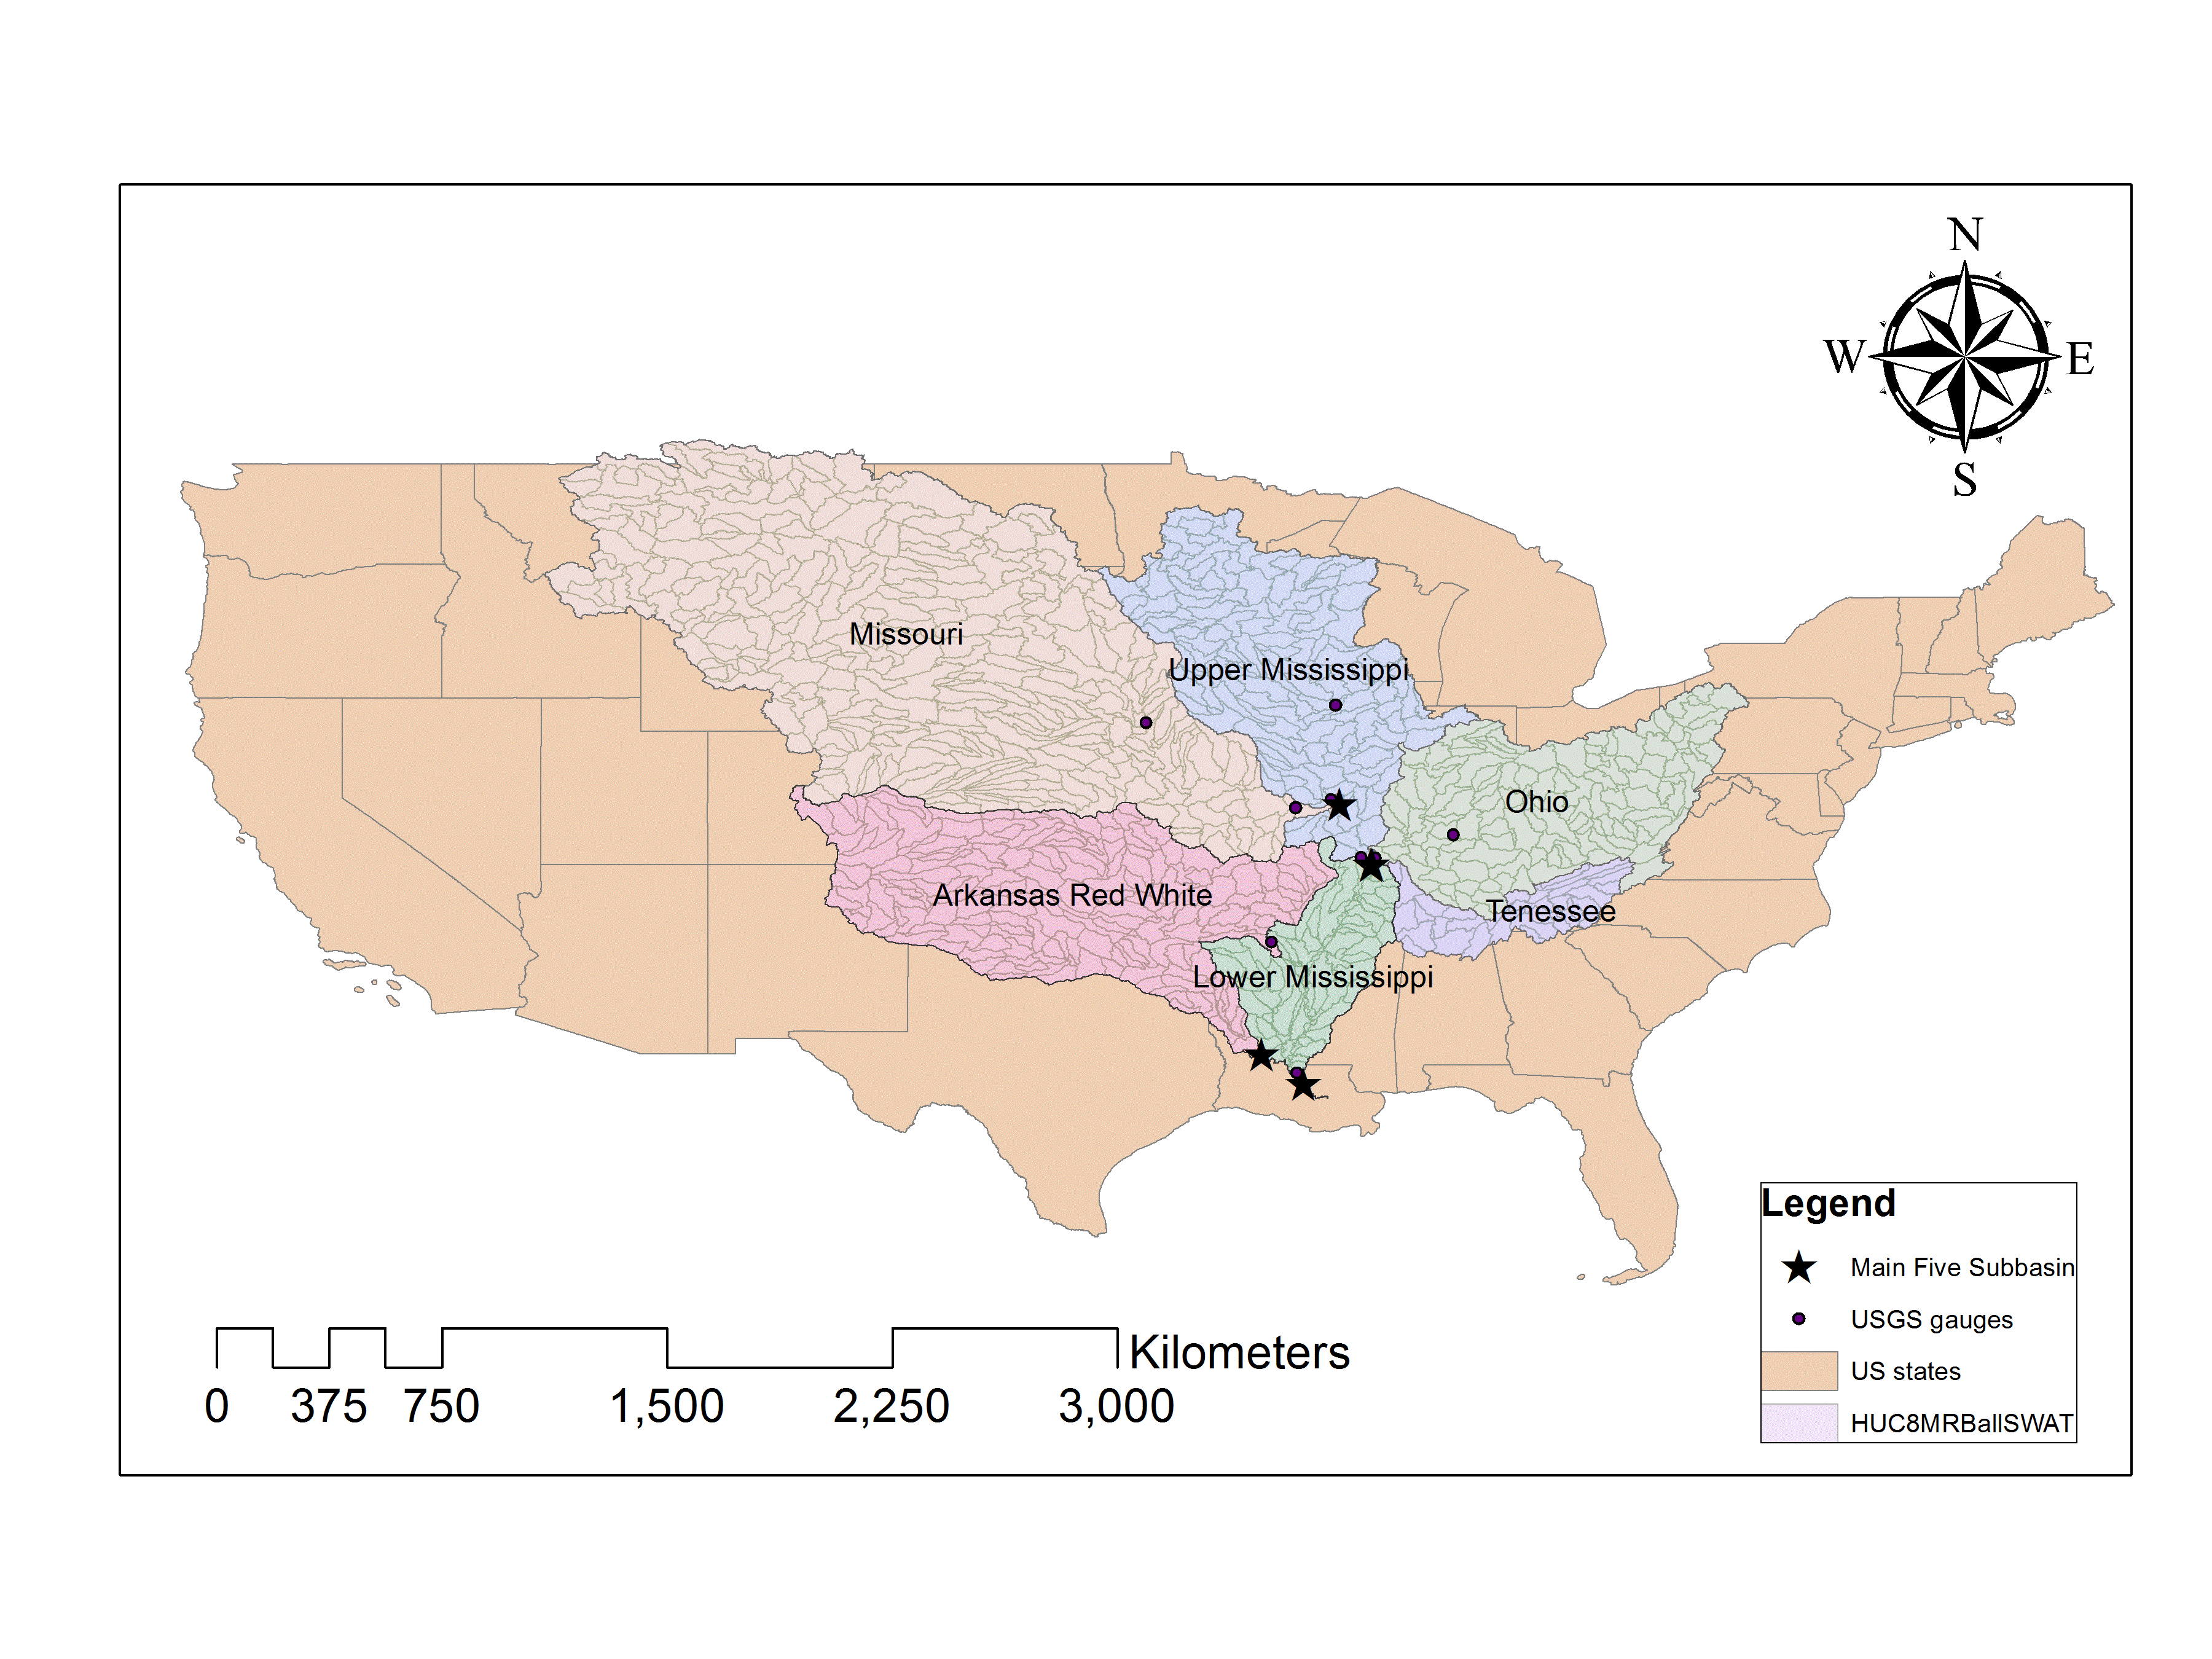 N
W
E
S
Missouri
Upper Mississippi
Ohio
Arkansas Red White
Tenessee
Lower Mississippi
Legend
Main Five Subbasin
USGS gauges
US states
HUC8MRBallSWAT
Kilometers
0 375 750 1,500 2,250 3,000